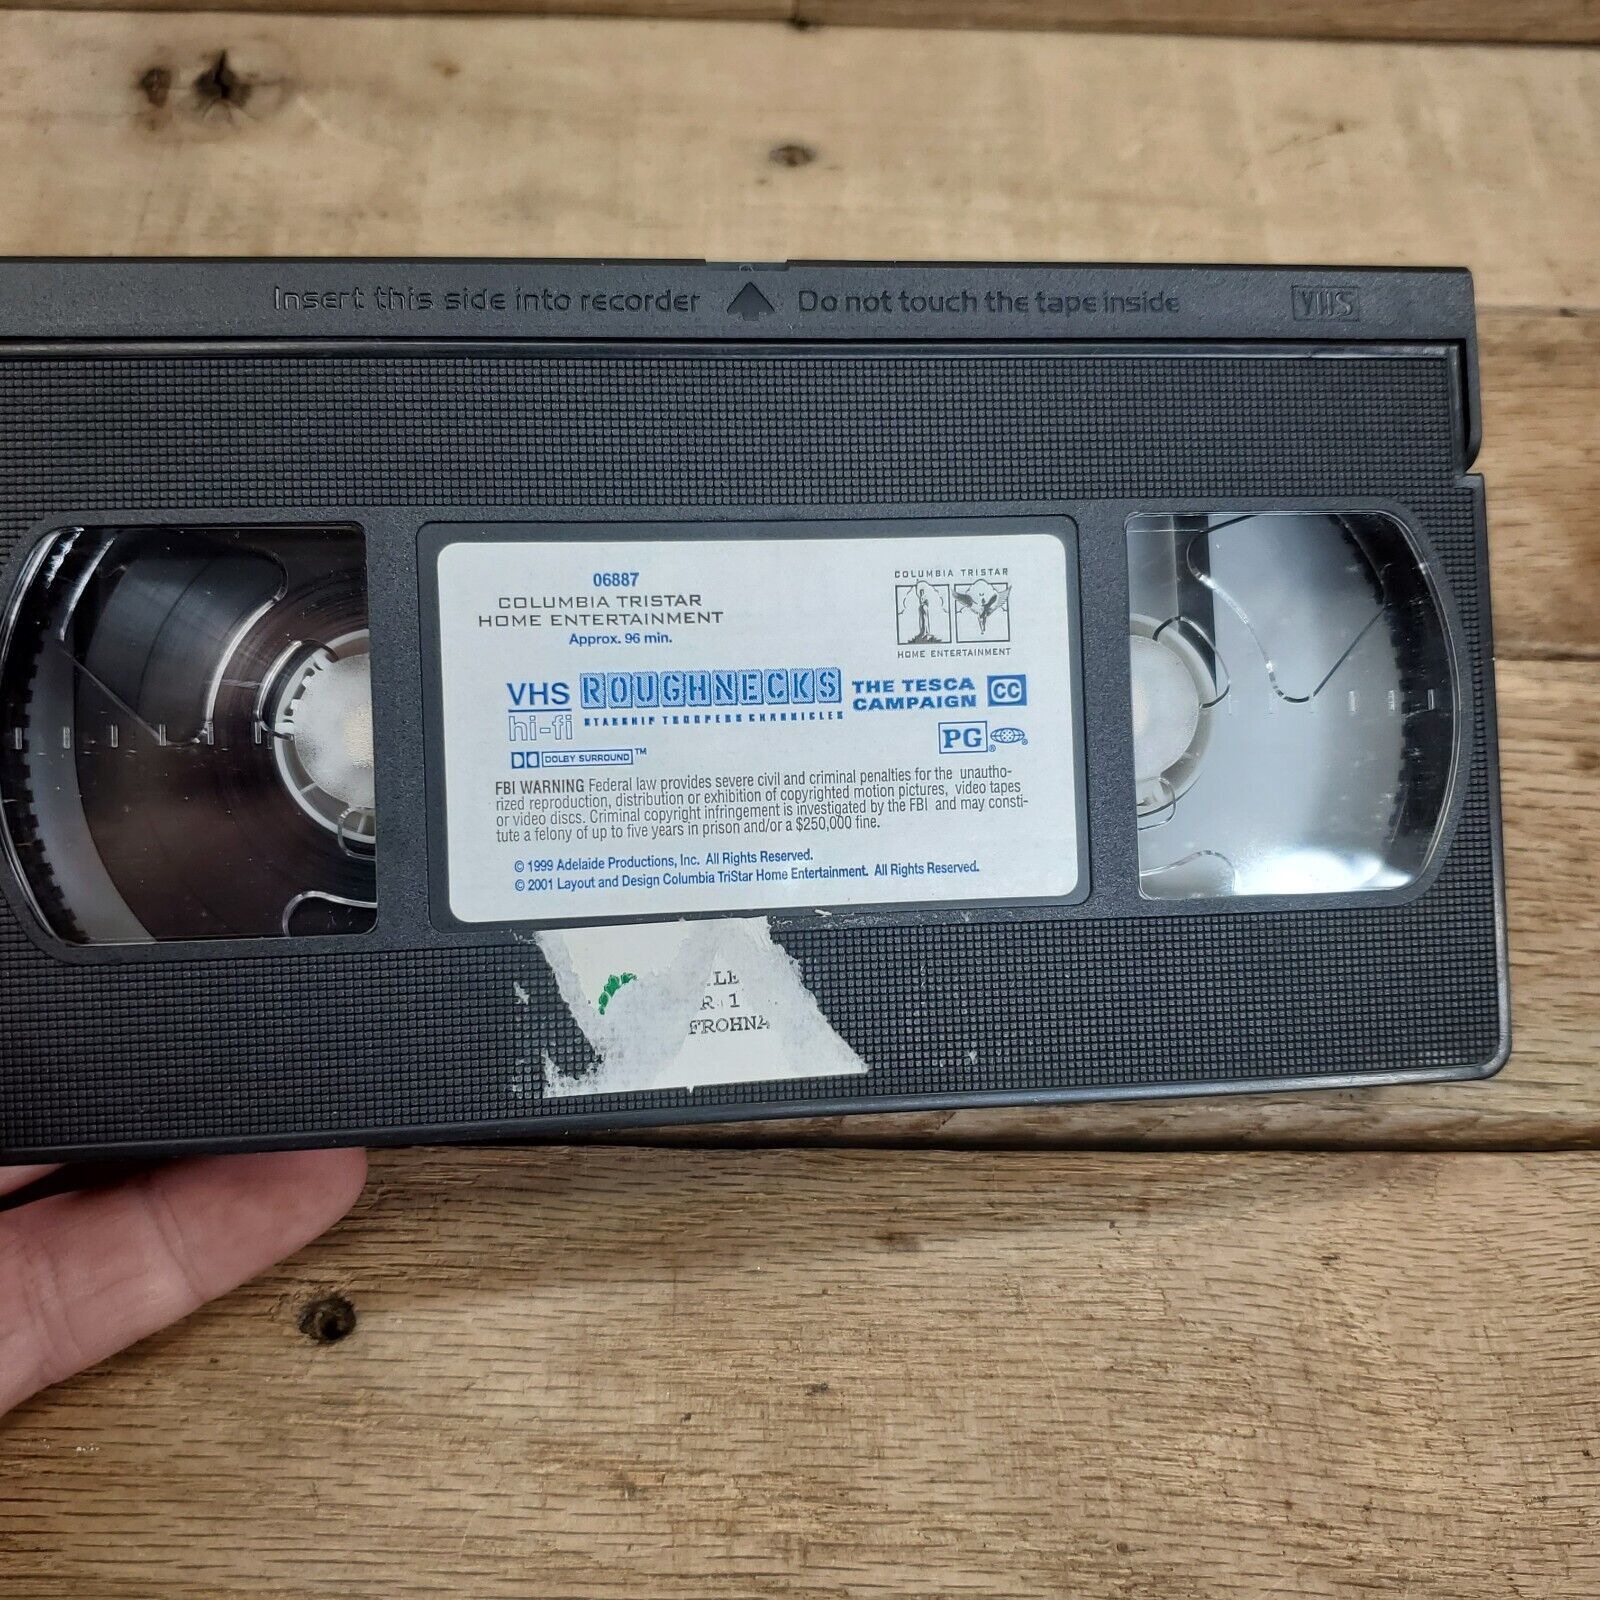 Insert this side into recorder Do not touch the tape inside VHS
06887
COLUMBIA TRISTAR
HOME ENTERTAINMENT
Approx. 96 min.
COLUMBIA TRISTAR
HOME ENTERTAINMENT
VHS
hi-fi
ROUGHNECKS
STARSHIP TROOPERS CHRONICLES
THE TESCA
CAMPAIGN
CC
DOLBY SURROUND™
PG®
FBI WARNING Federal law provides severe civil and criminal penalties for the unautho-
rized reproduction, distribution or exhibition of copyrighted motion pictures, video tapes
or video discs. Criminal copyright infringement is investigated by the FBI and may consti-
tute a felony of up to five years in prison and/or a $250,000 fine.
© 1999 Adelaide Productions, Inc. All Rights Reserved.
© 2001 Layout and Design Columbia TriStar Home Entertainment. All Rights Reserved.
R 1